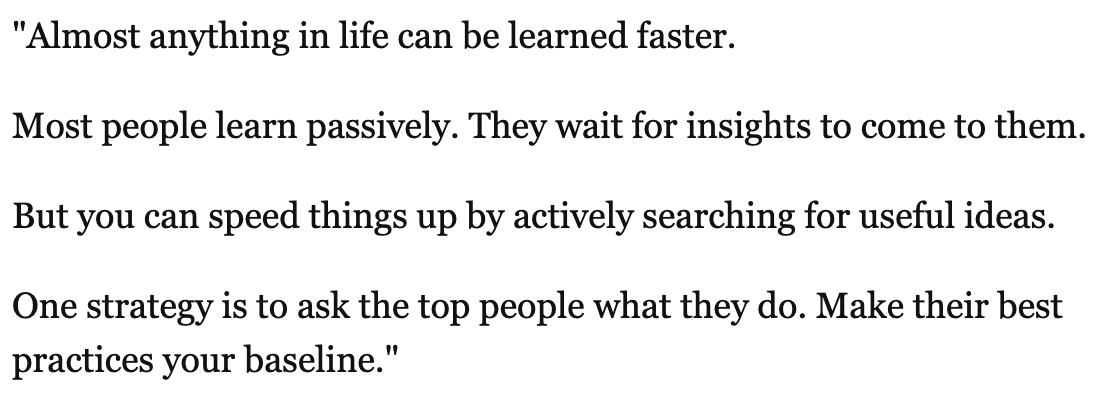 "Almost anything in life can be learned faster.
Most people learn passively. They wait for insights to come to them.
But you can speed things up by actively searching for useful ideas.
One strategy is to ask the top people what they do. Make their best
practices your baseline."